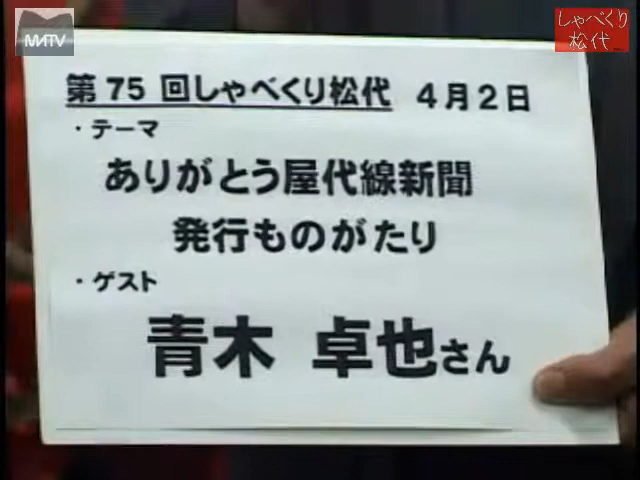 MATV
しゃべくり
松代
第75回しゃべくり松代 4月2日
・テーマ
ありがとう屋代線新聞
発行ものがたり
・ゲスト
青木 卓也さん